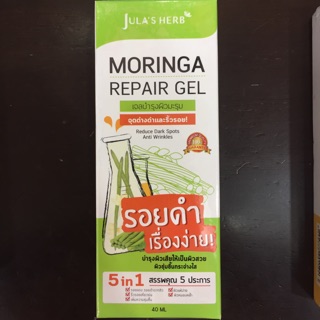 JULA'S HERB
MORINGA
REPAIR GEL
เจลบำรุงผิวมะรุม
จุดด่างดำและริ้วรอย!
Reduce Dark Spots
Anti Wrinkles
รอยดำ
เรื่องง่าย!
บำรุงผิวเสียให้เป็นผิวสวย
ผิวชุ่มชื้นกระจ่างใส
5 in 1 สรรพคุณ 5 ประการ
40 ML